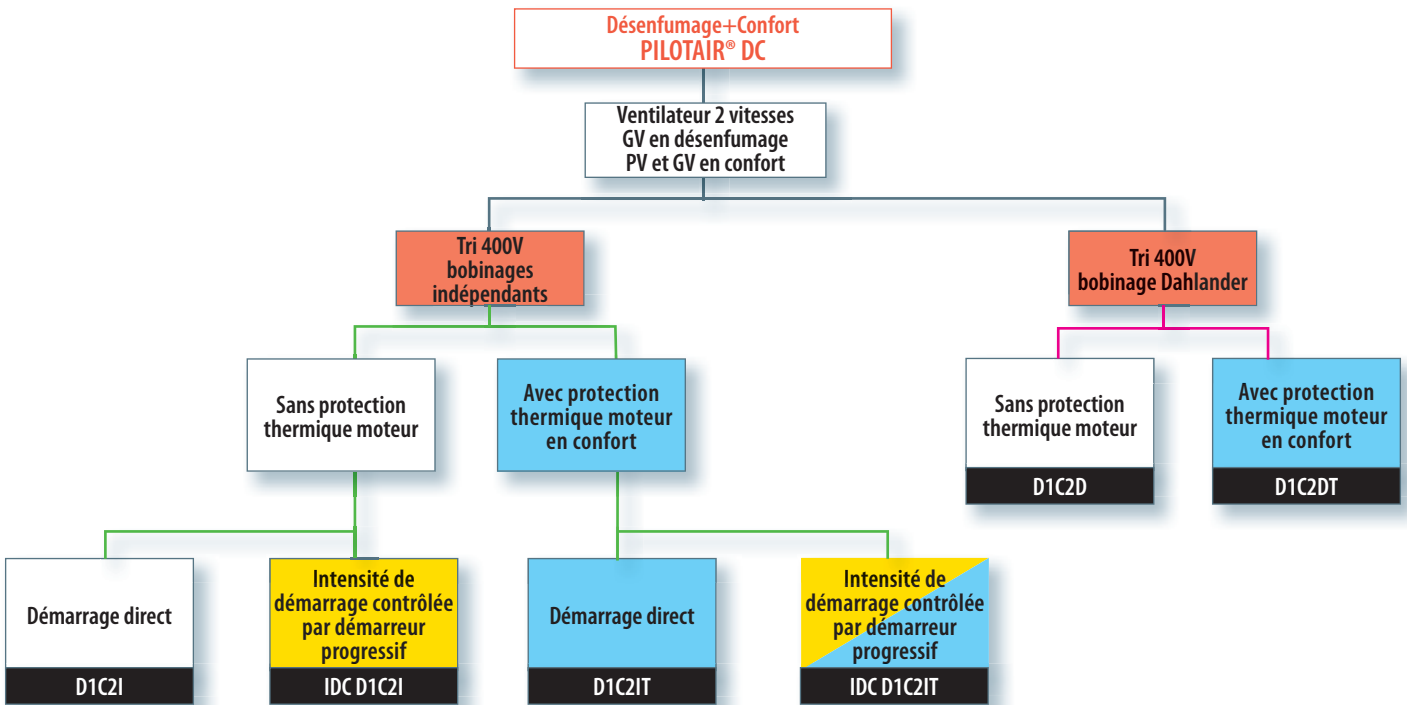 Désenfumage+Confort
PILOTAIR® DC
Ventilateur 2 vitesses
GV en désenfumage
PV et GV en confort
Tri 400V
bobinages
indépendants
Tri 400V
bobinage Dahlander
Sans protection
thermique moteur
Avec protection
thermique moteur
en confort
Sans protection
thermique moteur
D1C2D
Avec protection
thermique moteur
en confort
D1C2DT
Démarrage direct
D1C2I
Intensité de
démarrage contrôlée
par démarreur
progressif
IDC D1C2I
Démarrage direct
D1C2IT
Intensité de
démarrage contrôlée
par démarreur
progressif
IDC D1C2IT